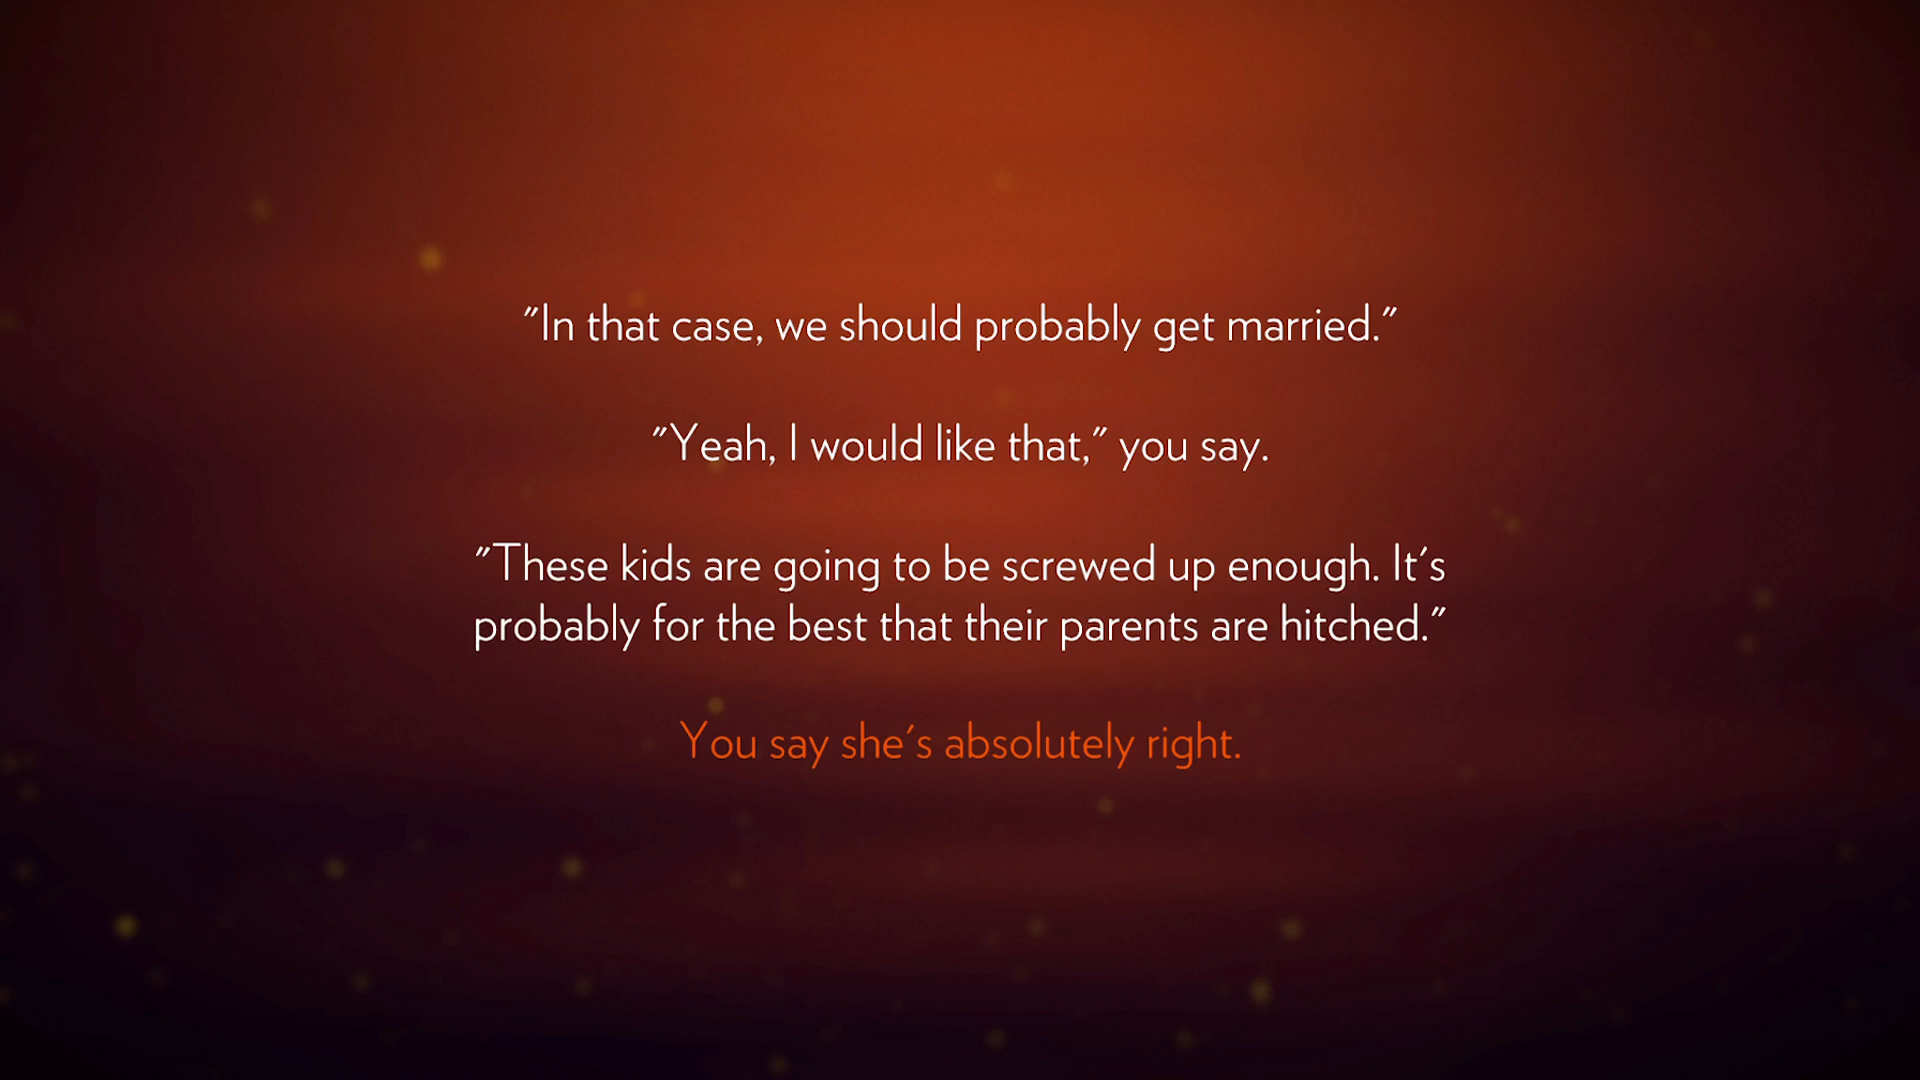 "In that case, we should probably get married."
"Yeah, I would like that," you say.
"These kids are going to be screwed up enough. It's
probably for the best that their parents are hitched."
You say she's absolutely right.